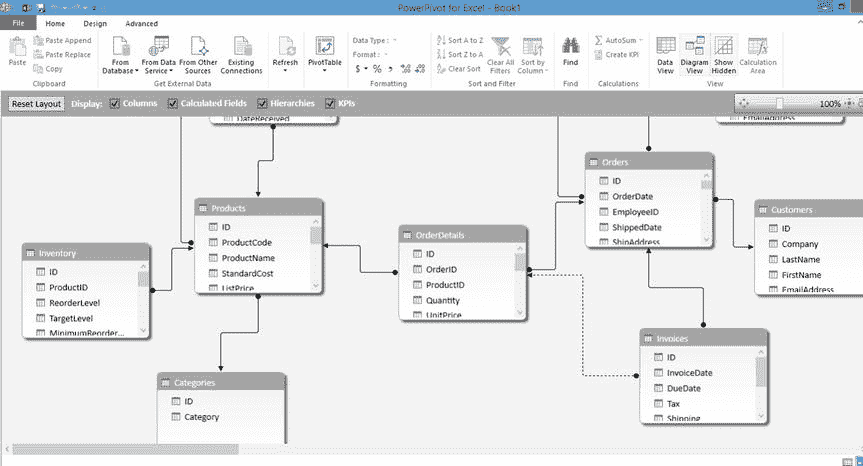 PowerPivot for Excel - Book1
File Home Design Advanced
Paste
Paste Append
Paste Replace
Copy
Clipboard
From Database
From Data Service
From Other Sources
Existing Connections
Get External Data
Refresh
PivotTable
Data Type :
Format :
$ % ,
Formatting
Sort A to Z
Sort Z to A
Clear Sort
Clear All Filters
Sort by Column
Sort and Filter
Find
Find
AutoSum
Create KPI
Calculations
Data View
Diagram View
Show Hidden
Calculation Area
View
Reset Layout Display: Columns Calculated Fields Hierarchies KPIs 100%
DateReceived
EmailAddress
Orders
ID
OrderDate
EmployeeID
ShippedDate
ShipAddress
Products
ID
ProductCode
ProductName
StandardCost
ListPrice
Customers
ID
Company
LastName
FirstName
EmailAddress
OrderDetails
ID
OrderID
ProductID
Quantity
UnitPrice
Inventory
ID
ProductID
ReorderLevel
TargetLevel
MinimumReorder...
Invoices
ID
InvoiceDate
DueDate
Tax
Shipping
Categories
ID
Category